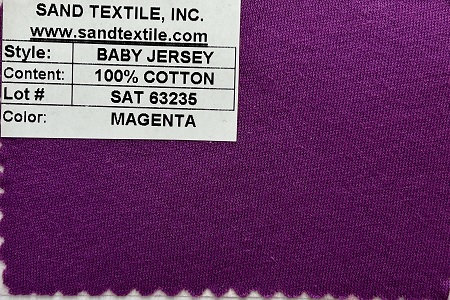 SAND TEXTILE, INC.
www.sandtextile.com
Style: BABY JERSEY
Content: 100% COTTON
Lot # SAT 63235
Color: MAGENTA